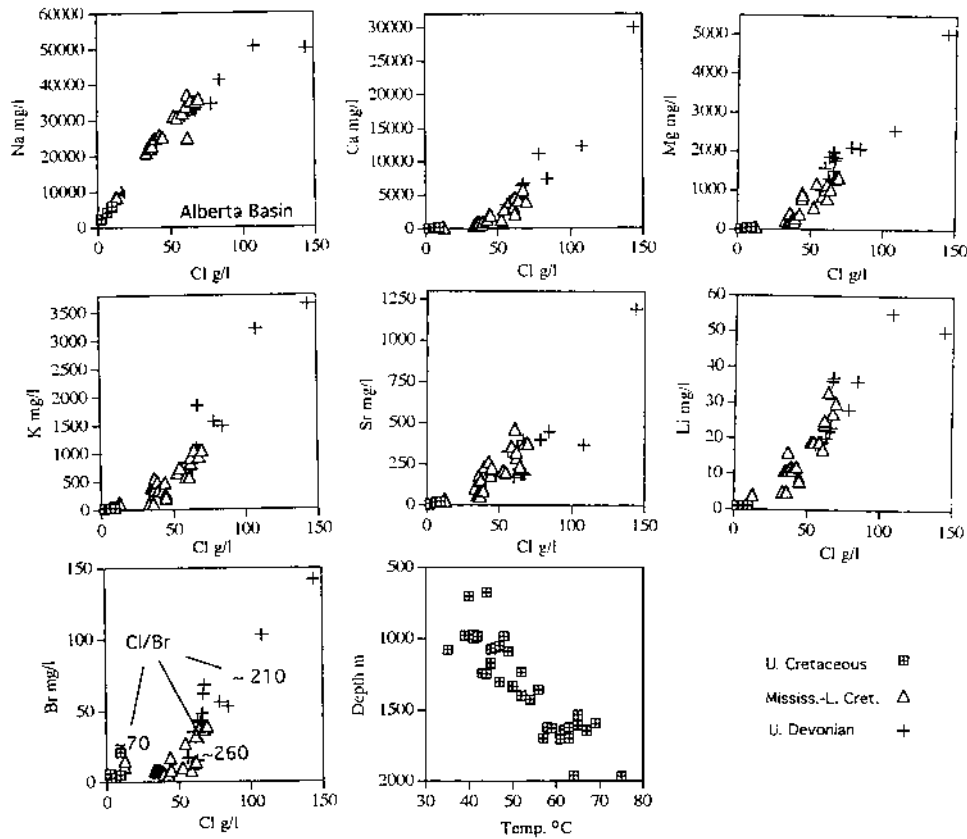 60000
50000
40000
30000
20000
10000
0
Na mg/l
Alberta Basin
0 50 100 150
Cl g/l
30000
25000
20000
15000
10000
5000
0
Ca mg/l
0 50 100 150
Cl g/l
5000
4000
3000
2000
1000
0
Mg mg/l
0 50 100 150
Cl g/l
3500
3000
2500
2000
1500
1000
500
0
K mg/l
0 50 100 150
Cl g/l
1250
1000
750
500
250
0
Sr mg/l
0 50 100 150
Cl g/l
60
50
40
30
20
10
0
Li mg/l
0 50 100 150
Cl g/l
150
100
50
0
Br mg/l
Cl/Br
~210
~70
~260
0 50 100 150
Cl g/l
500
1000
1500
2000
Depth m
30 40 50 60 70 80
Temp. °C
U. Cretaceous
Mississ.-L. Cret.
U. Devonian